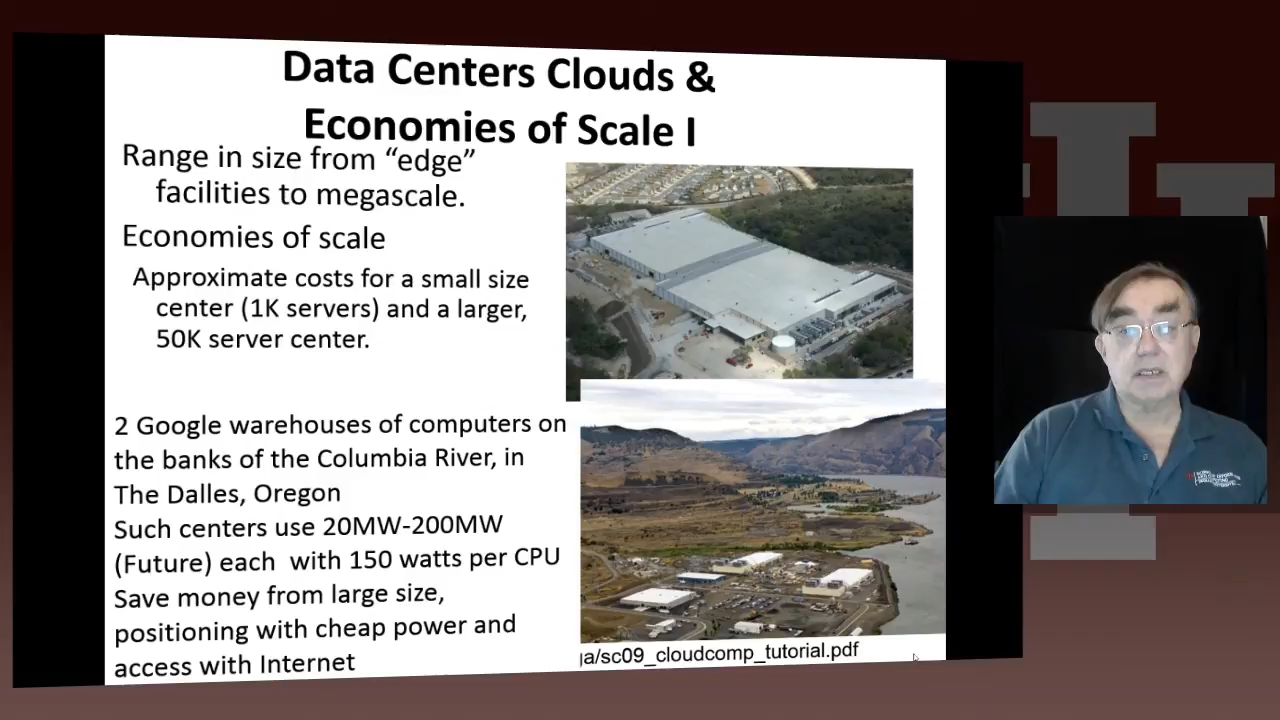 Data Centers Clouds &
Economies of Scale I
Range in size from “edge”
facilities to megascale.
Economies of scale
Approximate costs for a small size
center (1K servers) and a larger,
50K server center.
2 Google warehouses of computers on
the banks of the Columbia River, in
The Dalles, Oregon
Such centers use 20MW-200MW
(Future) each with 150 watts per CPU
Save money from large size,
positioning with cheap power and
access with Internet
ga/sc09_cloudcomp_tutorial.pdf